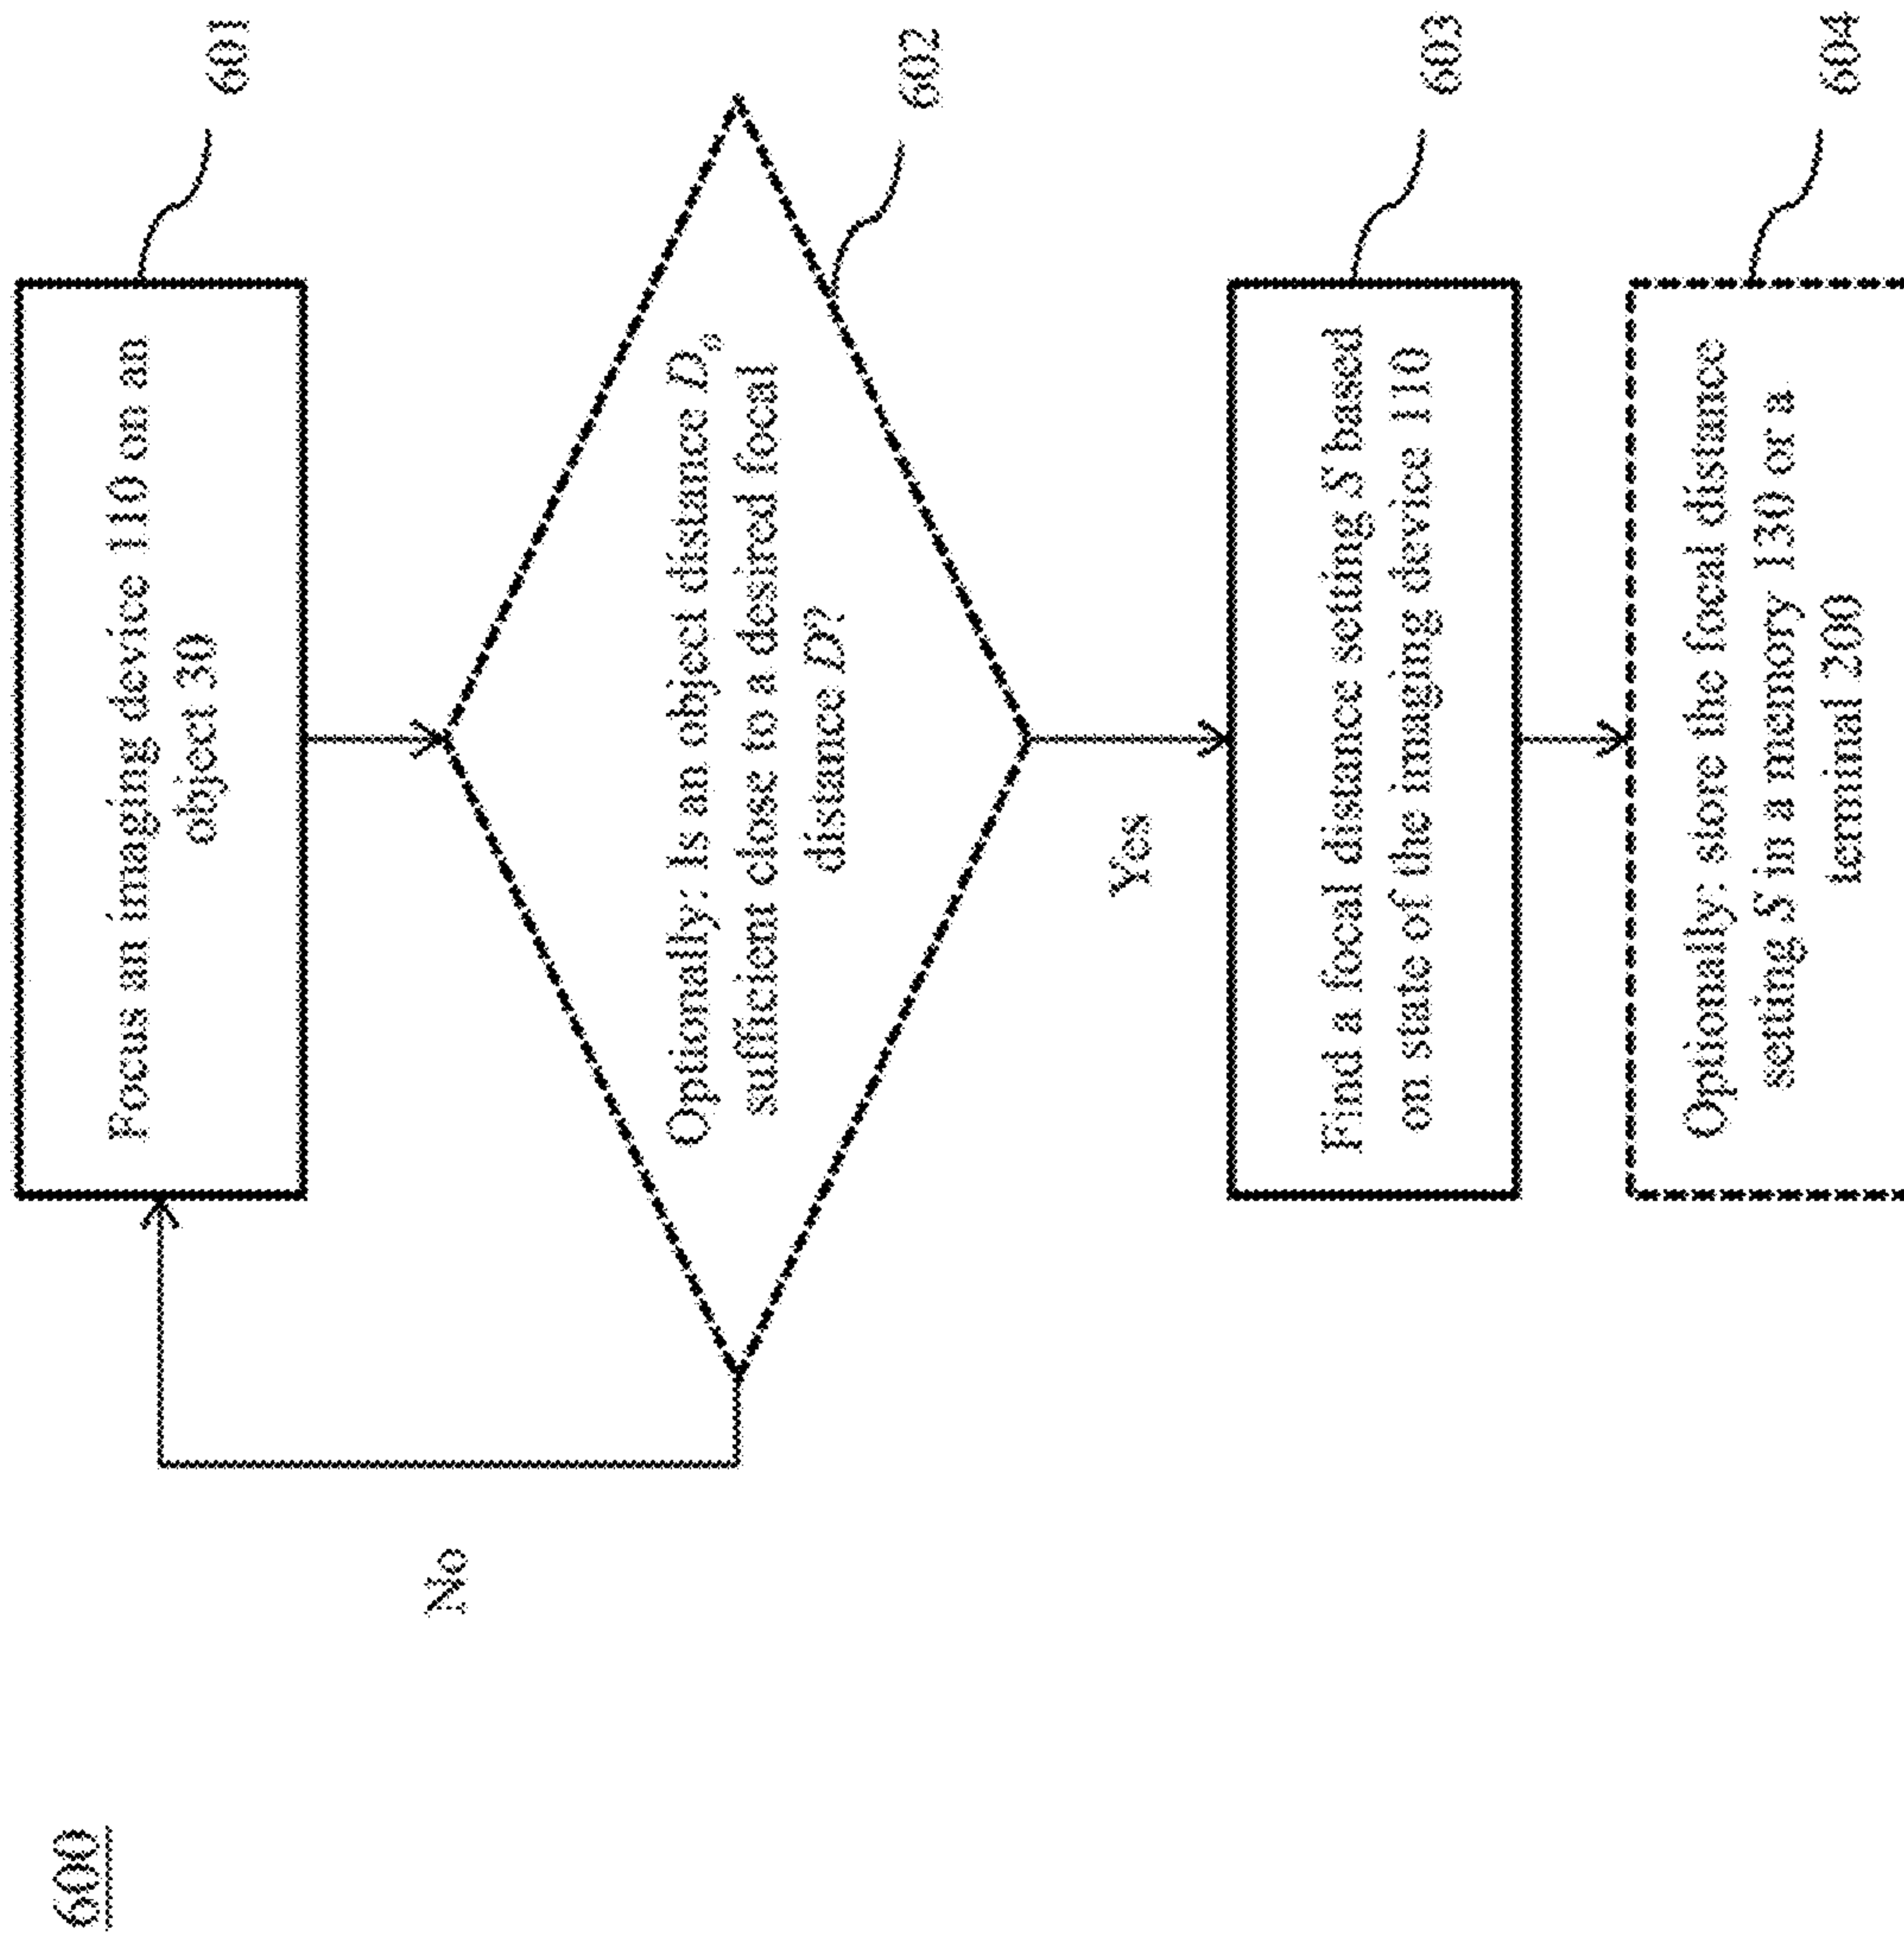 600
Focus an imaging device 110 on an
object 30
601
Optionally: Is an object distance Do
sufficient close to a desired focal
distance D?
602
No
Yes
Find a focal distance setting S based
on state of the imaging device 110
603
Optionally: store the focal distance
setting S in a memory 130 or a
terminal 200
604